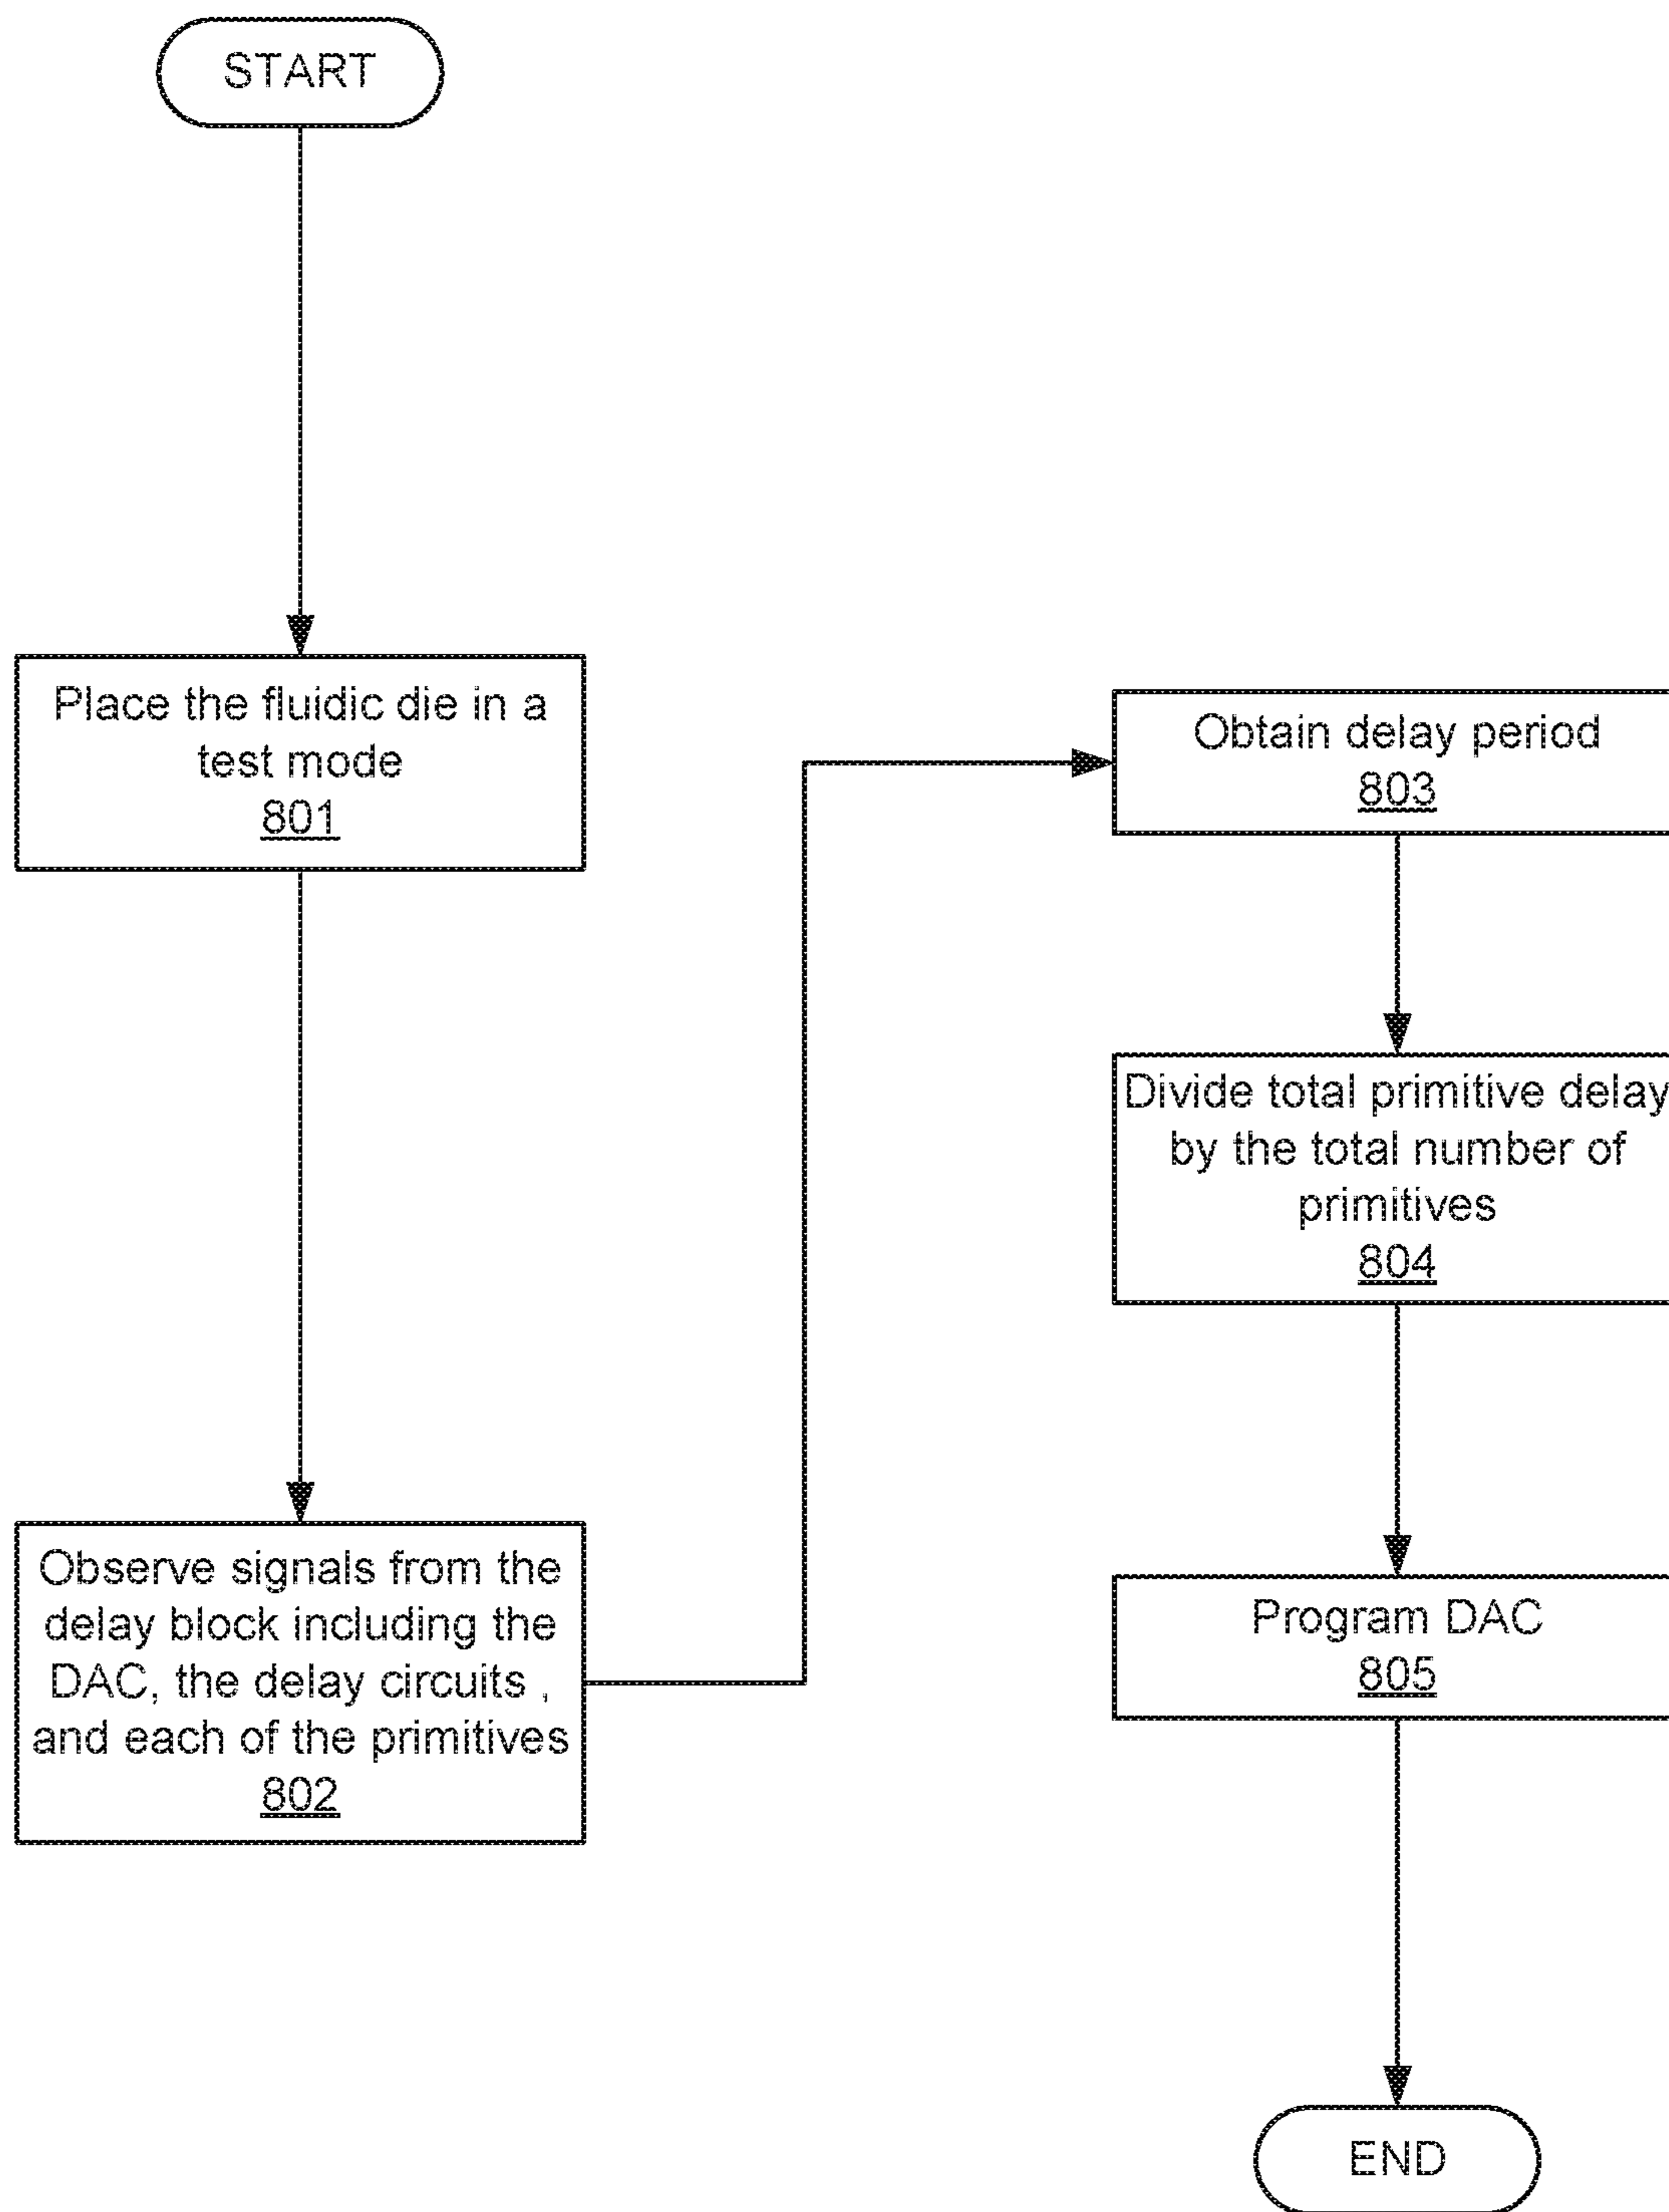 START
Place the fluidic die in a
test mode
801
Observe signals from the
delay block including the
DAC, the delay circuits ,
and each of the primitives
802
Obtain delay period
803
Divide total primitive delay
by the total number of
primitives
804
Program DAC
805
END